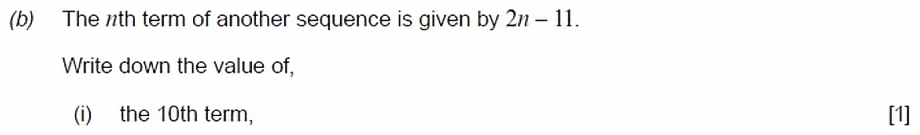 (b) The nth term of another sequence is given by 2n – 11.
Write down the value of,
(i) the 10th term, [1]